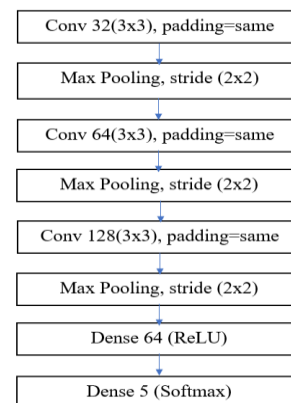 Conv 32(3x3), padding=same
Max Pooling, stride (2x2)
Conv 64(3x3), padding=same
Max Pooling, stride (2x2)
Conv 128(3x3), padding=same
Max Pooling, stride (2x2)
Dense 64 (ReLU)
Dense 5 (Softmax)